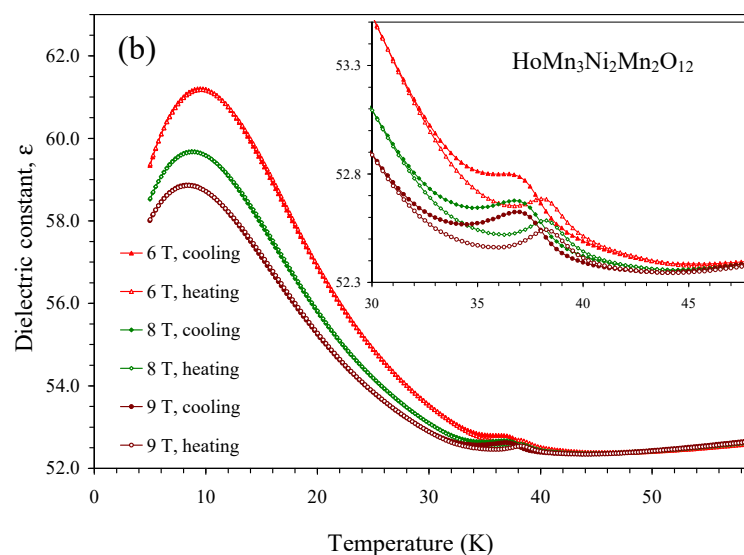 (b)
HoMn3Ni2Mn2O12
53.3
52.8
52.3
30
35
40
45
Dielectric constant, ε
62.0
60.0
58.0
56.0
54.0
52.0
6 T, cooling
6 T, heating
8 T, cooling
8 T, heating
9 T, cooling
9 T, heating
0
10
20
30
40
50
Temperature (K)